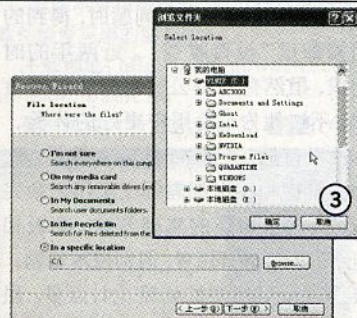 浏览文件夹
Select location
我的电脑
ABC3000
Documents and Settings
Ghost
Intel
KuDownload
NVIDIA
Program Files
QUARANTINE
WINDOWS
本地磁盘 (D:)
本地磁盘 (E:)
确定
取消
3
Recovery Wizard
File location
Where were the files?
I'm not sure
Search everywhere on this comp
On my media card
Search any removable drives (me
In My Documents
Search user documents folders.
In the Recycle Bin
Search for files deleted from the
In a specific location
C:\
Browse...
<上一步(B)
下一步(N)>
取消